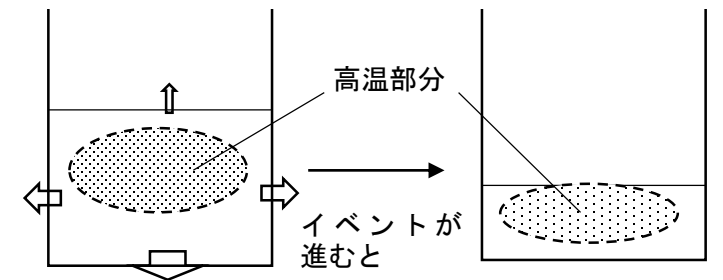 高温部分
イベントが
進むと